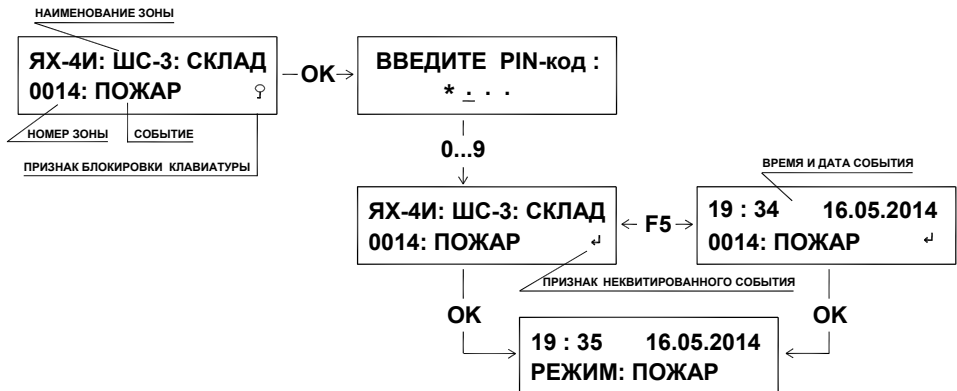 НАИМЕНОВАНИЕ ЗОНЫ
ЯХ-4И: ШС-3: СКЛАД
0014: ПОЖАР
НОМЕР ЗОНЫ
СОБЫТИЕ
ПРИЗНАК БЛОКИРОВКИ КЛАВИАТУРЫ
OK
ВВЕДИТЕ PIN-код :
* . . .
0...9
ЯХ-4И: ШС-3: СКЛАД
0014: ПОЖАР ↵
F5
ВРЕМЯ И ДАТА СОБЫТИЯ
19 : 34 16.05.2014
0014: ПОЖАР ↵
ПРИЗНАК НЕКВИТИРОВАННОГО СОБЫТИЯ
OK
OK
19 : 35 16.05.2014
РЕЖИМ: ПОЖАР